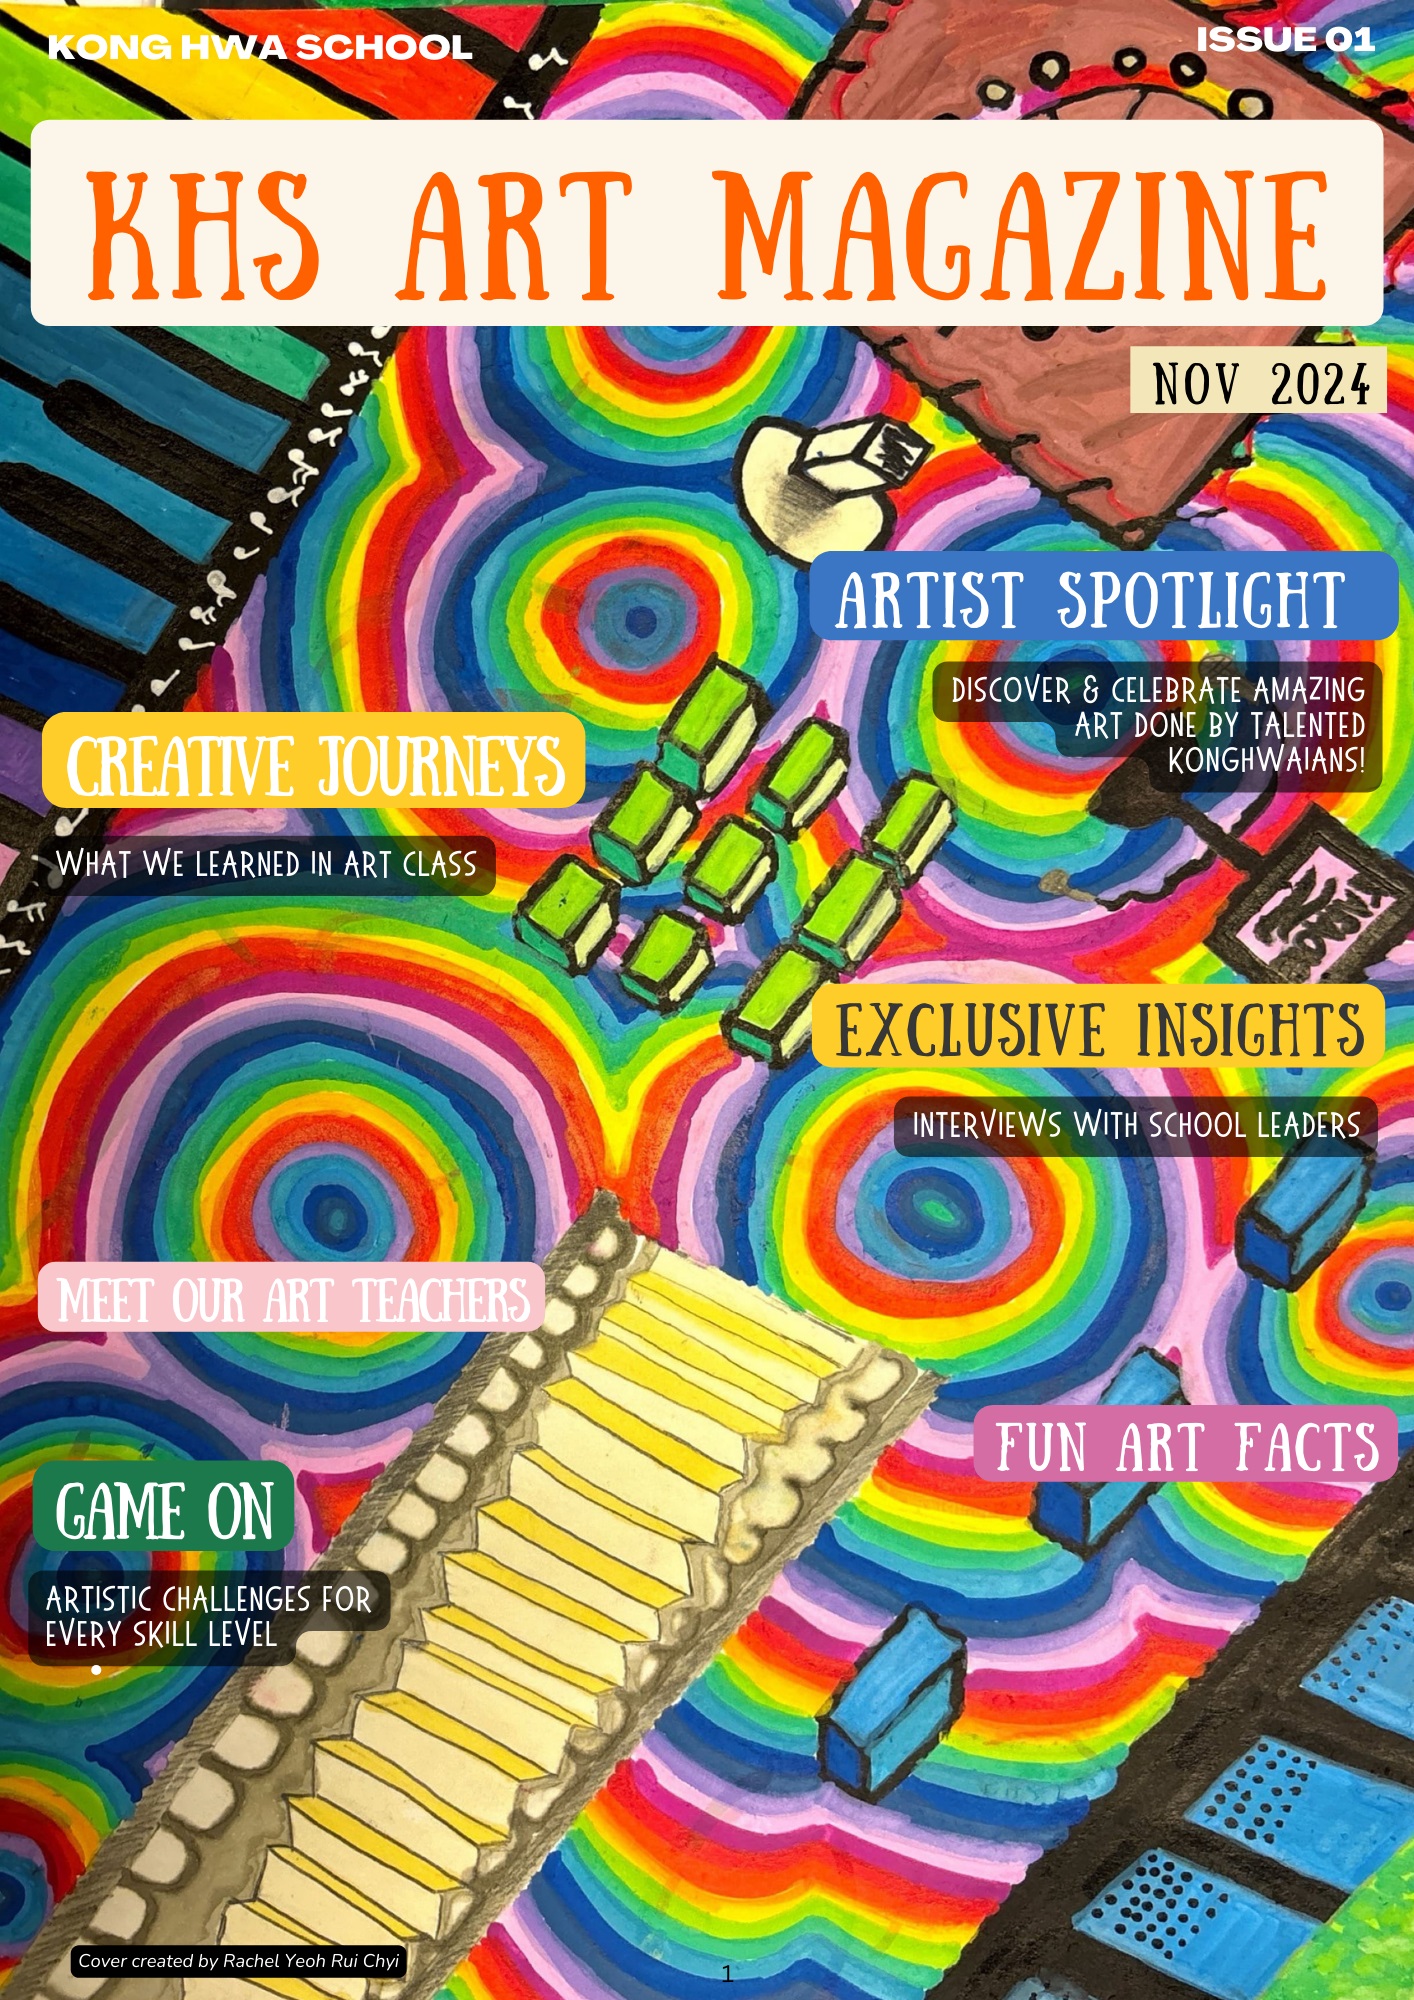 KONG HWA SCHOOL
ISSUE 01
KHS ART MAGAZINE
NOV 2024
ARTIST SPOTLIGHT
DISCOVER & CELEBRATE AMAZING
ART DONE BY TALENTED
KONGHWAIANS!
CREATIVE JOURNEYS
WHAT WE LEARNED IN ART CLASS
EXCLUSIVE INSIGHTS
INTERVIEWS WITH SCHOOL LEADERS
MEET OUR ART TEACHERS
FUN ART FACTS
GAME ON
ARTISTIC CHALLENGES FOR
EVERY SKILL LEVEL
Cover created by Rachel Yeoh Rui Chyi
1